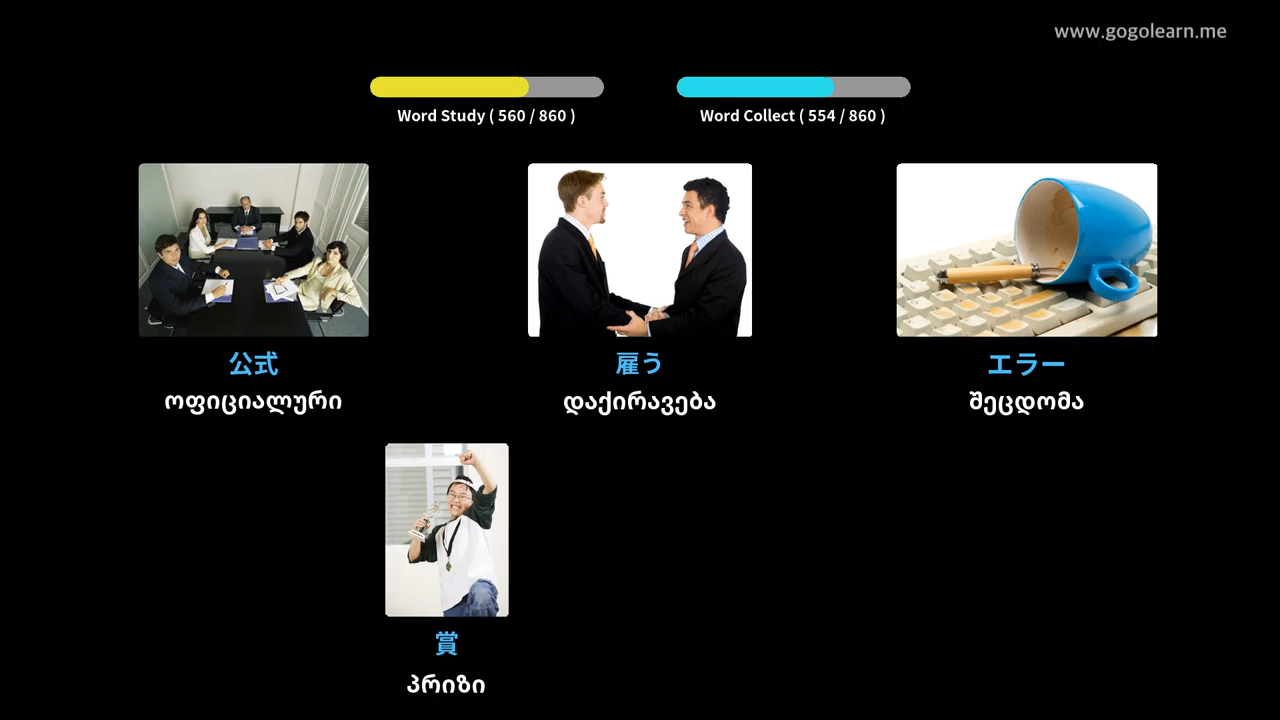 www.gogolearn.me
Word Study ( 560 / 860 )
Word Collect ( 554 / 860 )
公式
ოფიციალური
雇う
დაქირავება
エラー
შეცდომა
賞
პრიზი